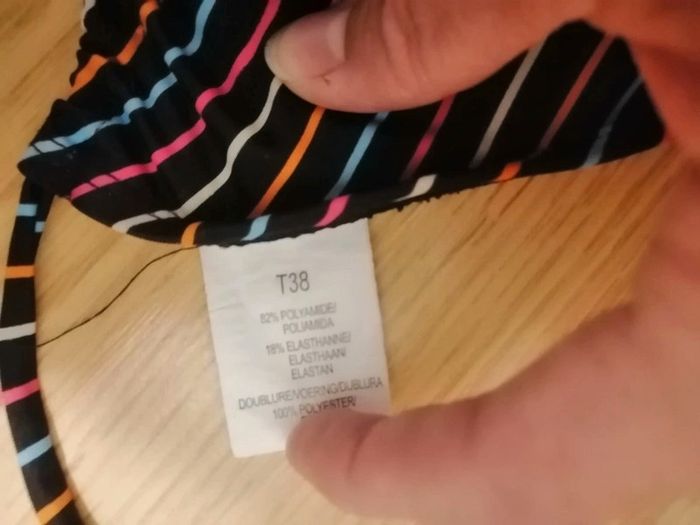 T38
82% POLYAMIDE/
POLIAMIDA
18% ELASTHANNE/
ELASTHAAN/
ELASTAN
DOUBLURE/VOERING/DUBLURA
100% POLYESTER/